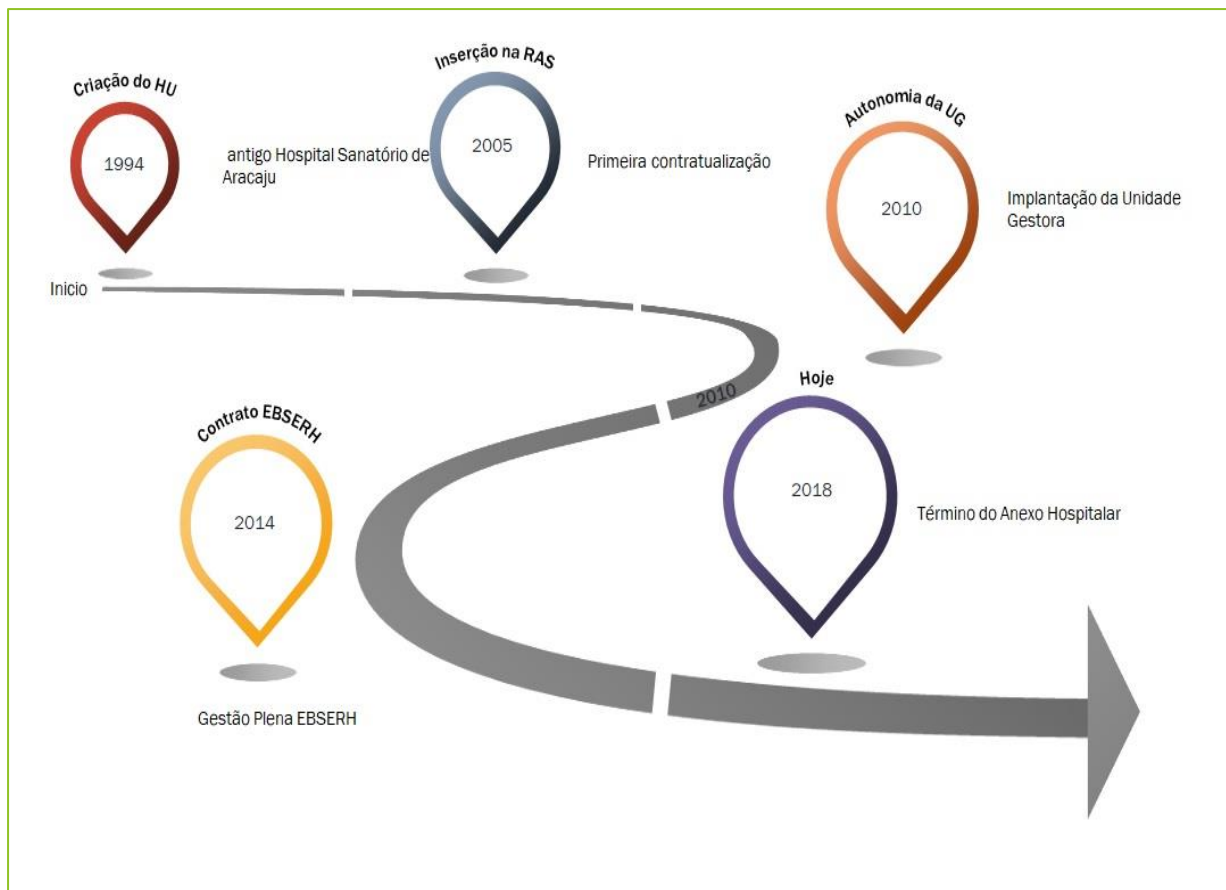 Criação do HU
1994
antigo Hospital Sanatório de
Aracaju
Inserção na RAS
2005
Primeira contratualização
Autonomia da UG
2010
Implantação da Unidade
Gestora
Inicio
2010
Contrato EBSERH
2014
Gestão Plena EBSERH
Hoje
2018
Término do Anexo Hospitalar